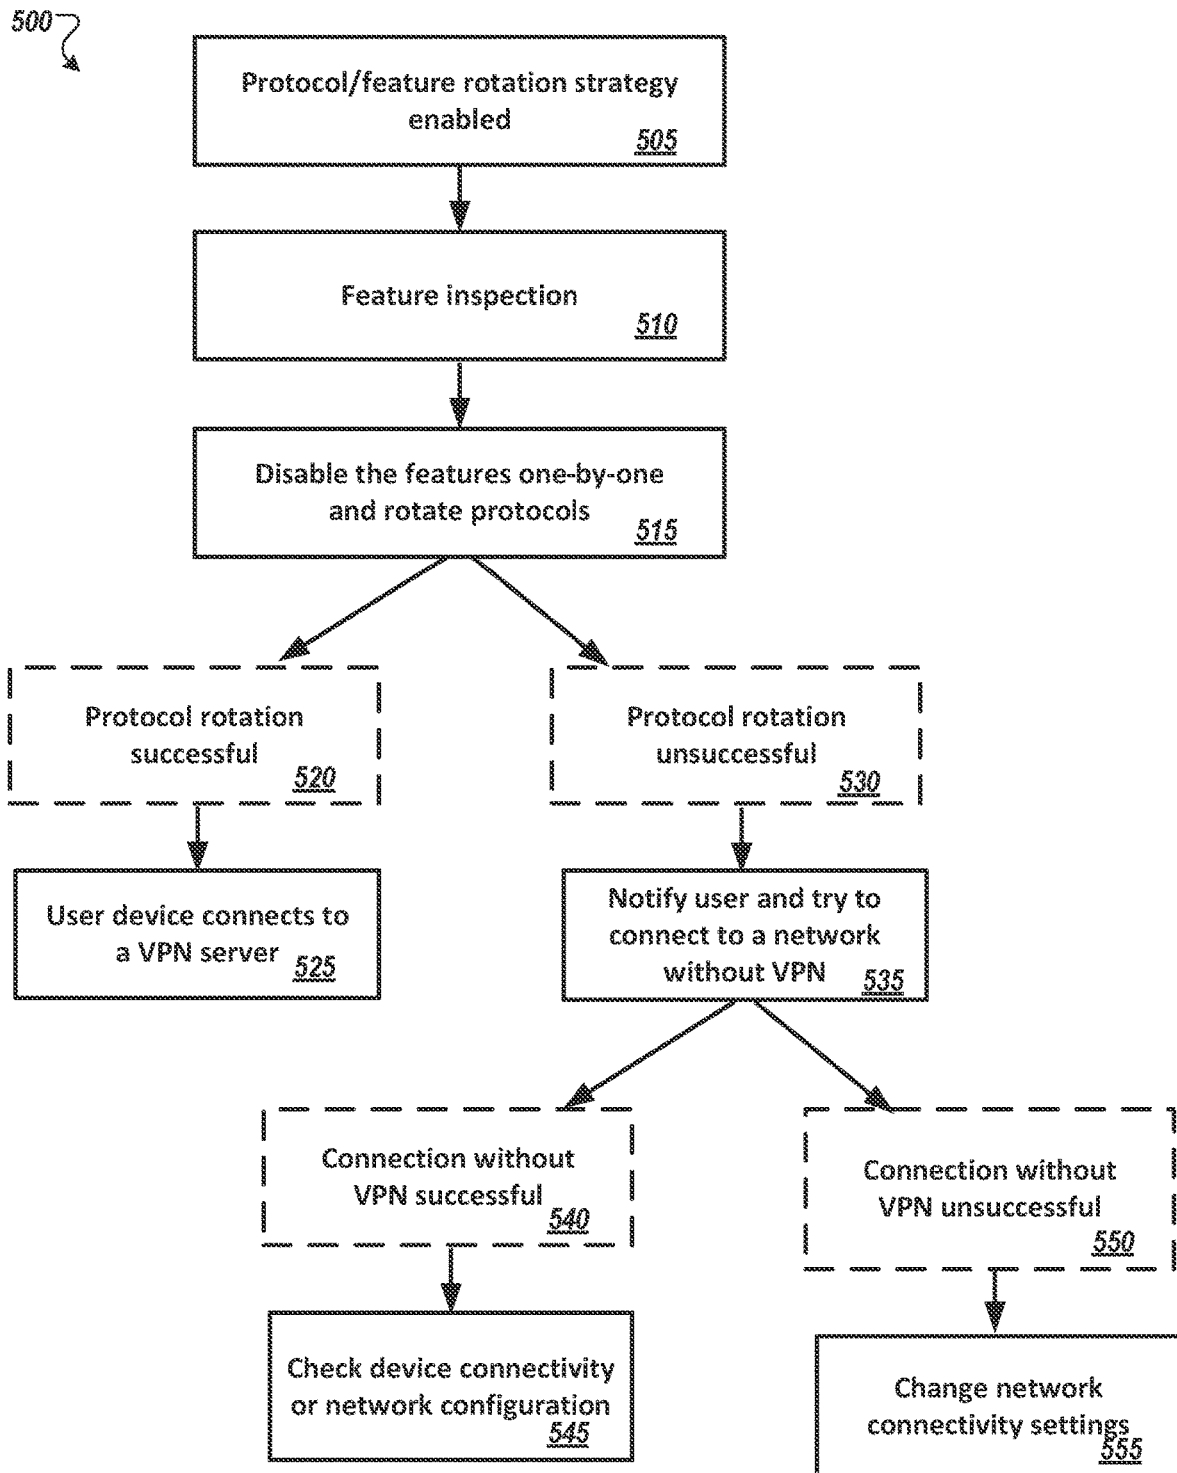 500
Protocol/feature rotation strategy
enabled
505
Feature inspection
510
Disable the features one-by-one
and rotate protocols
515
Protocol rotation
successful
520
Protocol rotation
unsuccessful
530
User device connects to
a VPN server
525
Notify user and try to
connect to a network
without VPN
535
Connection without
VPN successful
540
Connection without
VPN unsuccessful
550
Check device connectivity
or network configuration
545
Change network
connectivity settings
555